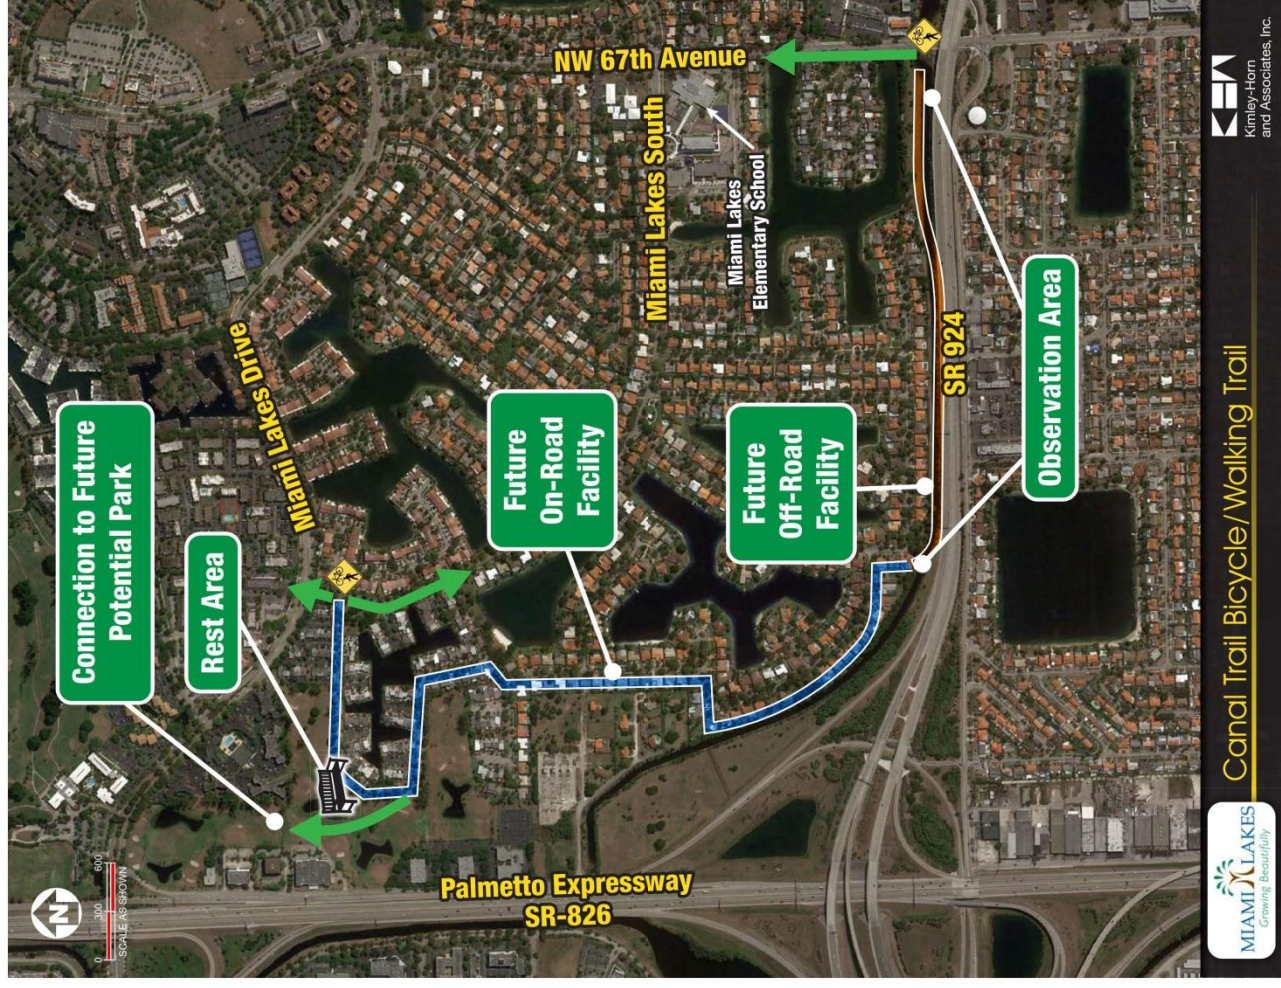 Connection to Future
Potential Park
Rest Area
Miami Lakes Drive
Future
On-Road
Facility
Miami Lakes South
NW 67th Avenue
Miami Lakes
Elementary School
Future
Off-Road
Facility
SR 924
Observation Area
Palmetto Expressway
SR-826
N
0 300 600
SCALE AS SHOWN
MIAMI LAKES
Growing Beautifully
Canal Trail Bicycle/Walking Trail
Kimley-Horn
and Associates, Inc.